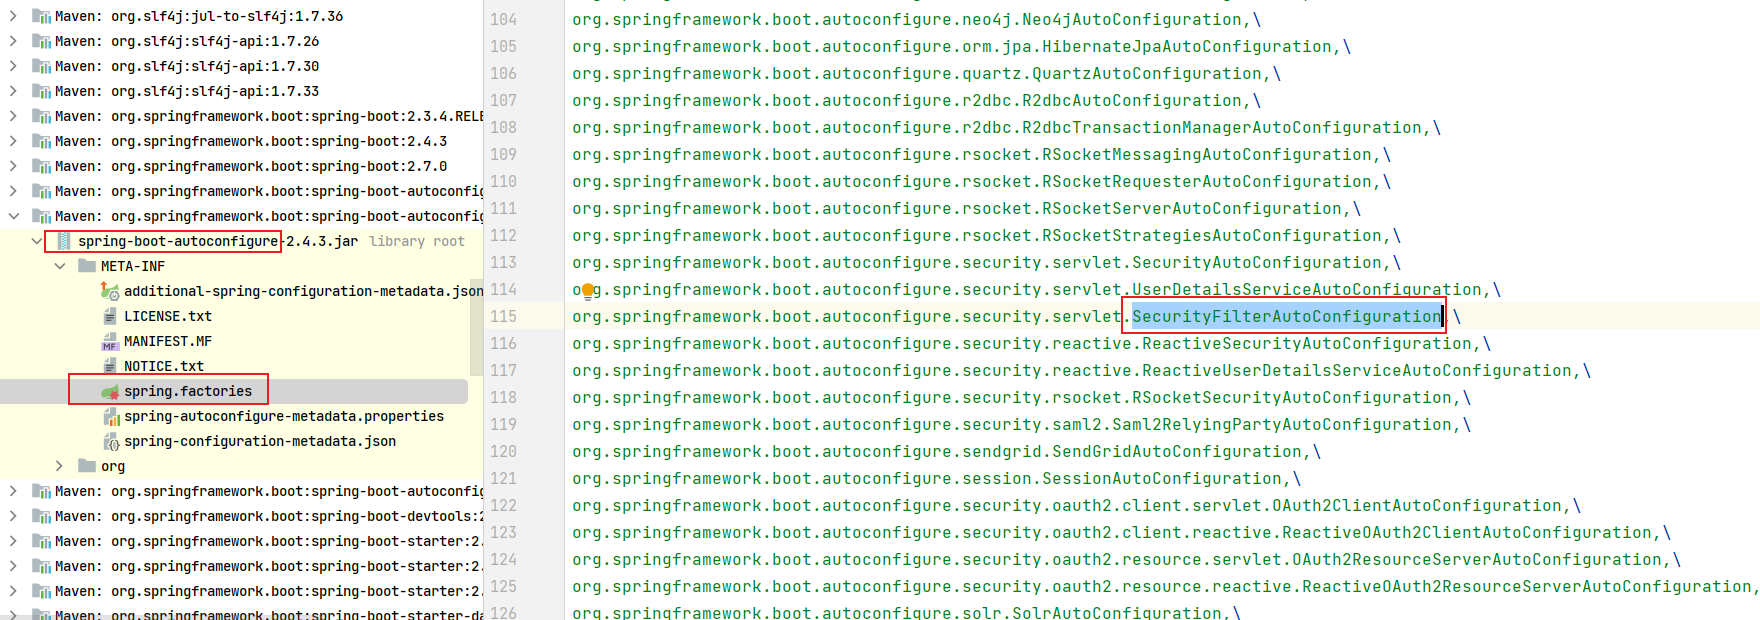 Maven: org.slf4j:jul-to-slf4j:1.7.36
Maven: org.slf4j:slf4j-api:1.7.26
Maven: org.slf4j:slf4j-api:1.7.30
Maven: org.slf4j:slf4j-api:1.7.33
Maven: org.springframework.boot:spring-boot:2.3.4.RELE
Maven: org.springframework.boot:spring-boot:2.4.3
Maven: org.springframework.boot:spring-boot:2.7.0
Maven: org.springframework.boot:spring-boot-autoconfig
Maven: org.springframework.boot:spring-boot-autoconfig
spring-boot-autoconfigure-2.4.3.jar library root
META-INF
additional-spring-configuration-metadata.json
LICENSE.txt
MANIFEST.MF
NOTICE.txt
spring.factories
spring-autoconfigure-metadata.properties
spring-configuration-metadata.json
org
Maven: org.springframework.boot:spring-boot-autoconfig
Maven: org.springframework.boot:spring-boot-devtools:2
Maven: org.springframework.boot:spring-boot-starter:2.
Maven: org.springframework.boot:spring-boot-starter:2.
Maven: org.springframework.boot:spring-boot-starter:2.
Maven: org.springframework.boot:spring-boot-starter-da
104 org.springframework.boot.autoconfigure.neo4j.Neo4jAutoConfiguration,\
105 org.springframework.boot.autoconfigure.orm.jpa.HibernateJpaAutoConfiguration,\
106 org.springframework.boot.autoconfigure.quartz.QuartzAutoConfiguration,\
107 org.springframework.boot.autoconfigure.r2dbc.R2dbcAutoConfiguration,\
108 org.springframework.boot.autoconfigure.r2dbc.R2dbcTransactionManagerAutoConfiguration,\
109 org.springframework.boot.autoconfigure.rsocket.RSocketMessagingAutoConfiguration,\
110 org.springframework.boot.autoconfigure.rsocket.RSocketRequesterAutoConfiguration,\
111 org.springframework.boot.autoconfigure.rsocket.RSocketServerAutoConfiguration,\
112 org.springframework.boot.autoconfigure.rsocket.RSocketStrategiesAutoConfiguration,\
113 org.springframework.boot.autoconfigure.security.servlet.SecurityAutoConfiguration,\
114 org.springframework.boot.autoconfigure.security.servlet.UserDetailsServiceAutoConfiguration,\
115 org.springframework.boot.autoconfigure.security.servlet.SecurityFilterAutoConfiguration,\
116 org.springframework.boot.autoconfigure.security.reactive.ReactiveSecurityAutoConfiguration,\
117 org.springframework.boot.autoconfigure.security.reactive.ReactiveUserDetailsServiceAutoConfiguration,\
118 org.springframework.boot.autoconfigure.security.rsocket.RSocketSecurityAutoConfiguration,\
119 org.springframework.boot.autoconfigure.security.saml2.Saml2RelyingPartyAutoConfiguration,\
120 org.springframework.boot.autoconfigure.sendgrid.SendGridAutoConfiguration,\
121 org.springframework.boot.autoconfigure.session.SessionAutoConfiguration,\
122 org.springframework.boot.autoconfigure.security.oauth2.client.servlet.OAuth2ClientAutoConfiguration,\
123 org.springframework.boot.autoconfigure.security.oauth2.client.reactive.ReactiveOAuth2ClientAutoConfiguration,\
124 org.springframework.boot.autoconfigure.security.oauth2.resource.servlet.OAuth2ResourceServerAutoConfiguration,\
125 org.springframework.boot.autoconfigure.security.oauth2.resource.reactive.ReactiveOAuth2ResourceServerAutoConfiguration,
126 org.springframework.boot.autoconfigure.solr.SolrAutoConfiguration,\